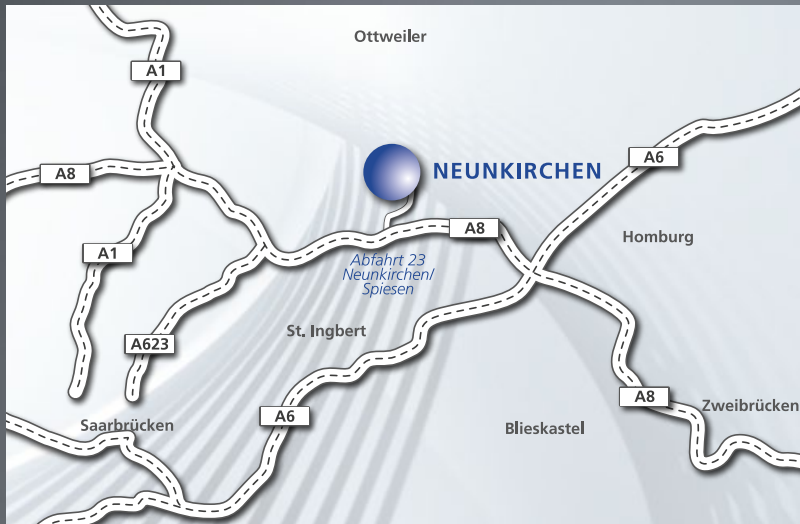 Ottweiler
A1
A6
A8
NEUNKIRCHEN
A8
Homburg
A1
Abfahrt 23
Neunkirchen/
Spiesen
St. Ingbert
A623
A8
Zweibrücken
A6
Saarbrücken
Blieskastel